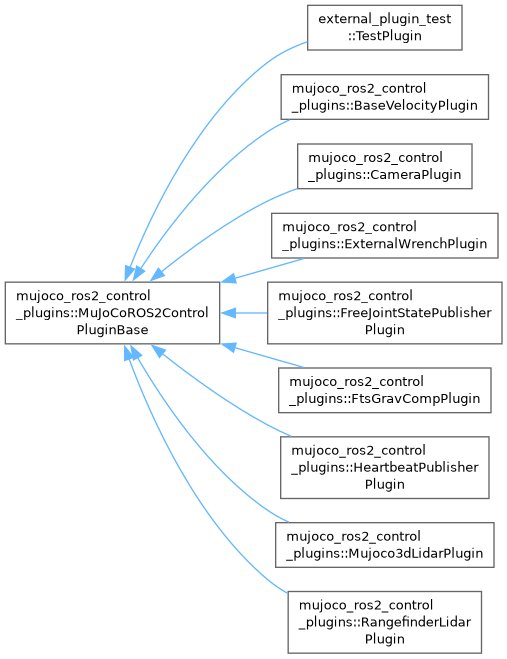 external_plugin_test
::TestPlugin
mujoco_ros2_control
_plugins::BaseVelocityPlugin
mujoco_ros2_control
_plugins::CameraPlugin
mujoco_ros2_control
_plugins::ExternalWrenchPlugin
mujoco_ros2_control
_plugins::MuJoCoROS2Control
PluginBase
mujoco_ros2_control
_plugins::FreeJointStatePublisher
Plugin
mujoco_ros2_control
_plugins::FtsGravCompPlugin
mujoco_ros2_control
_plugins::HeartbeatPublisher
Plugin
mujoco_ros2_control
_plugins::Mujoco3dLidarPlugin
mujoco_ros2_control
_plugins::RangefinderLidar
Plugin